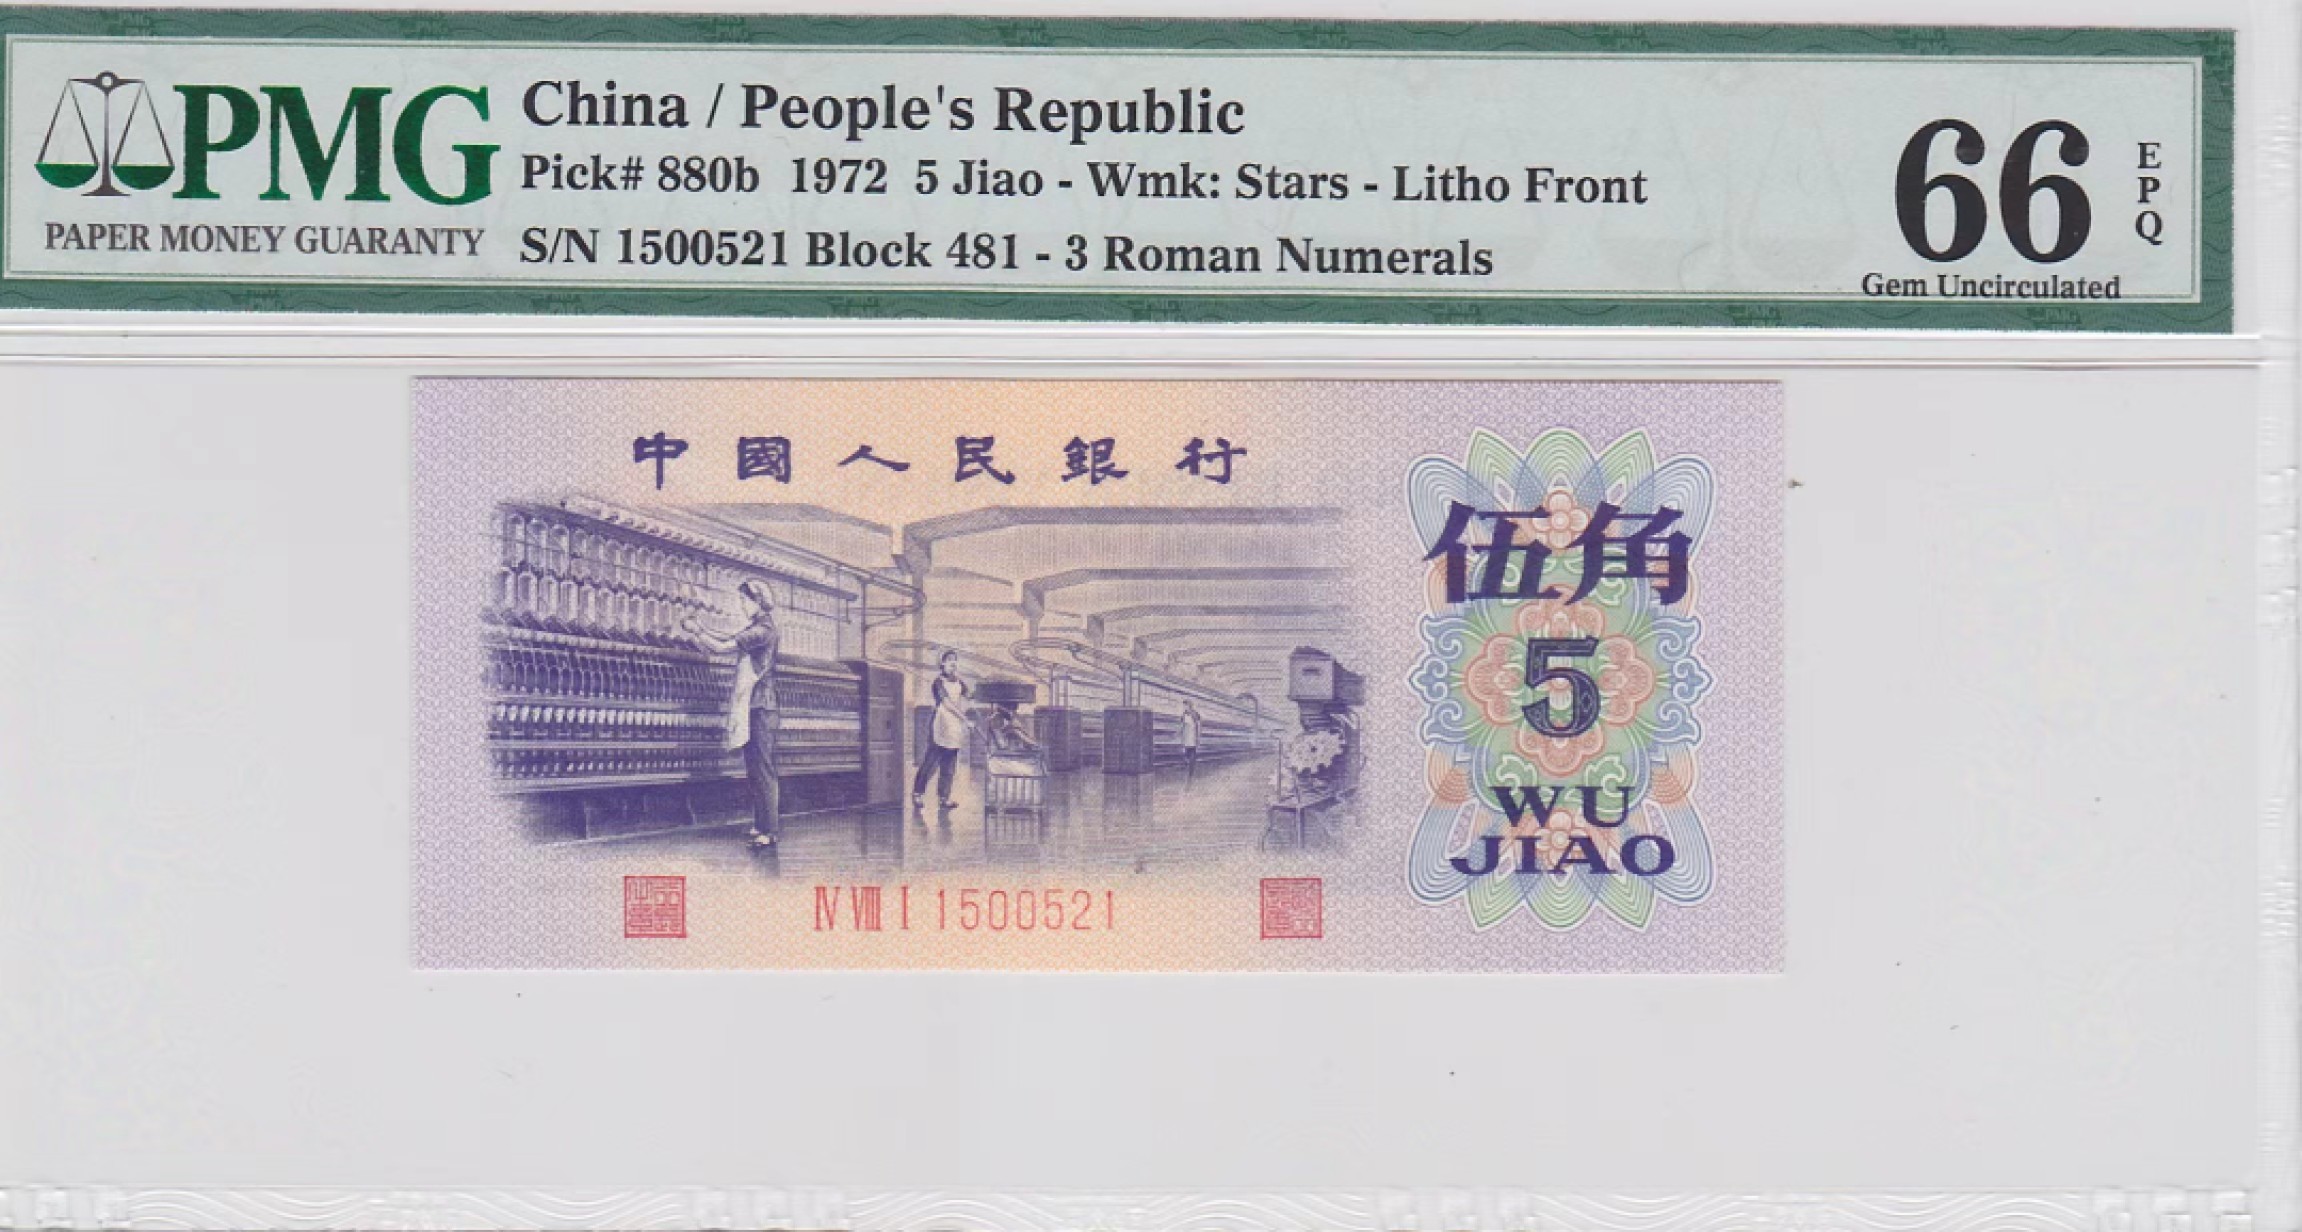 PMG
PAPER MONEY GUARANTY
China / People's Republic
Pick# 880b 1972 5 Jiao - Wmk: Stars - Litho Front
S/N 1500521 Block 481 - 3 Roman Numerals
66
EPQ
Gem Uncirculated
中國人民銀行
伍角
5
WU
JIAO
Ⅳ Ⅷ Ⅰ 1500521